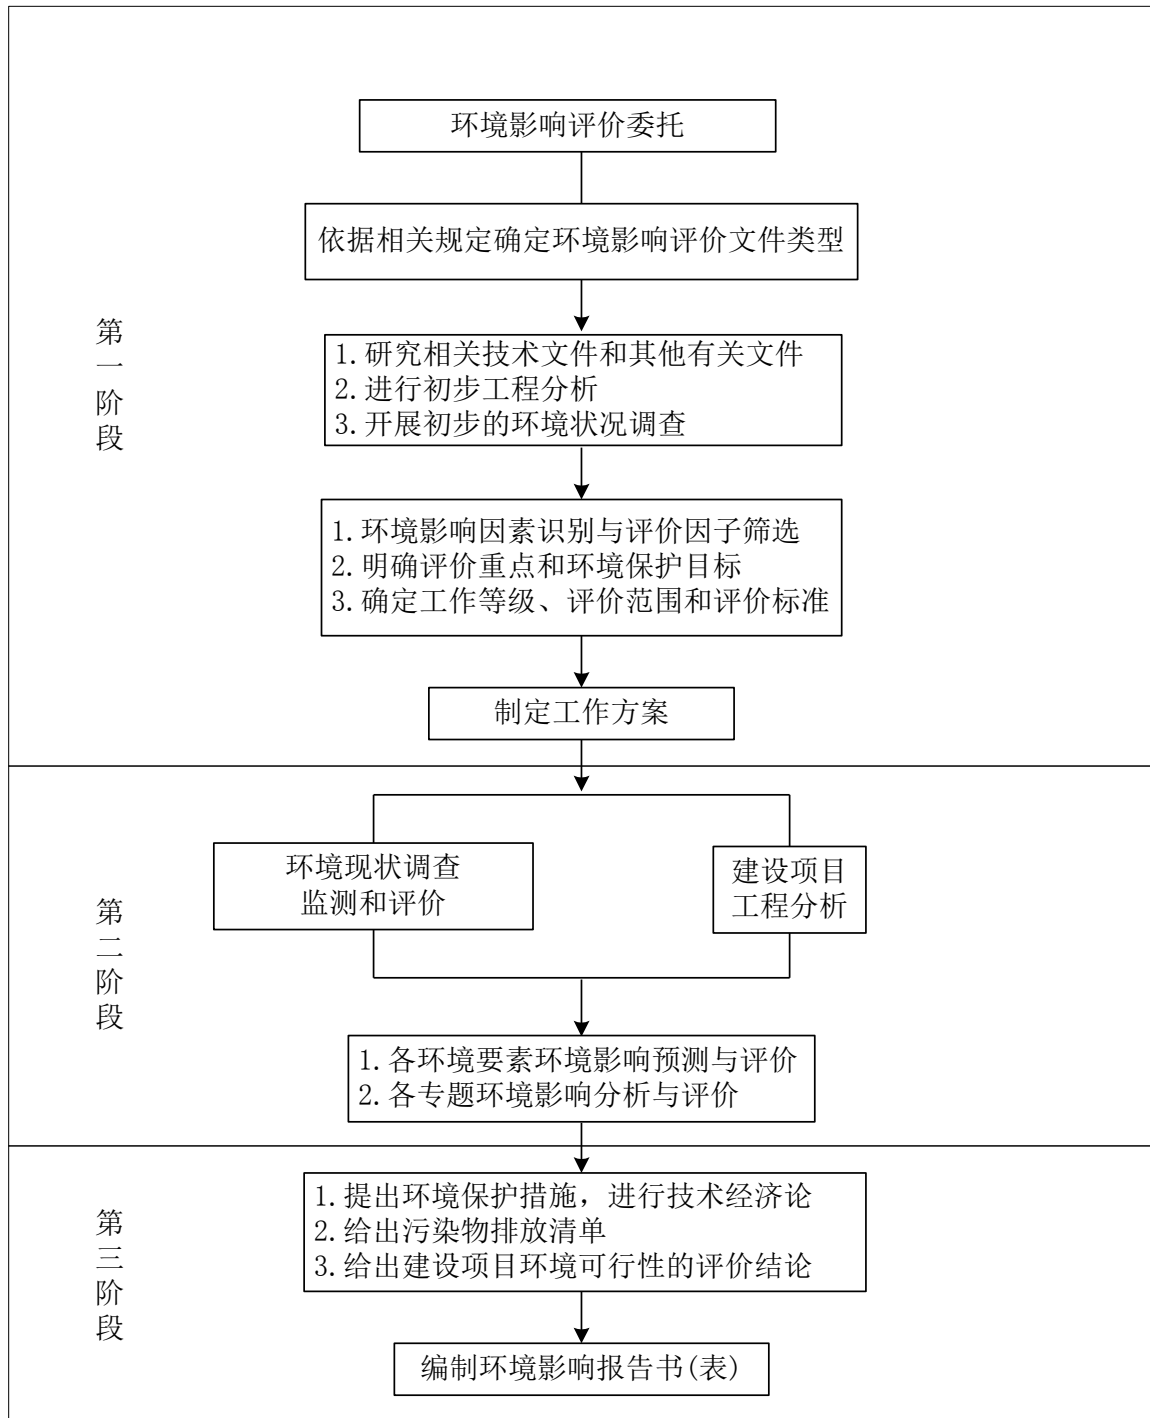 环境影响评价委托
依据相关规定确定环境影响评价文件类型
第一阶段
1.研究相关技术文件和其他有关文件
2.进行初步工程分析
3.开展初步的环境状况调查
1.环境影响因素识别与评价因子筛选
2.明确评价重点和环境保护目标
3.确定工作等级、评价范围和评价标准
制定工作方案
第二阶段
环境现状调查
监测和评价
建设项目
工程分析
1.各环境要素环境影响预测与评价
2.各专题环境影响分析与评价
第三阶段
1.提出环境保护措施，进行技术经济论
2.给出污染物排放清单
3.给出建设项目环境可行性的评价结论
编制环境影响报告书(表)